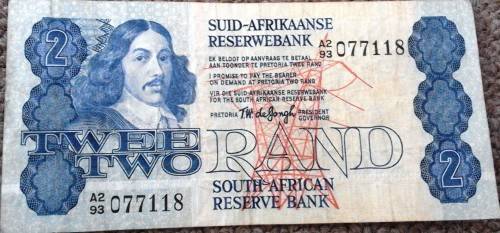 2
SUID-AFRIKAANSE
RESERWEBANK
A2
93 077118
EK BELOOF OP AANVRAAG TE BETAAL
AAN TOONDER TE PRETORIA TWEE RAND
I PROMISE TO PAY THE BEARER
ON DEMAND AT PRETORIA TWO RAND
VIR DIE SUID-AFRIKAANSE RESERWEBANK
FOR THE SOUTH AFRICAN RESERVE BANK
PRETORIA T.W. de Jongh PRESIDENT
GOVERNOR
TWEE
TWO RAND
A2
93 077118
SOUTH AFRICAN
RESERVE BANK
2